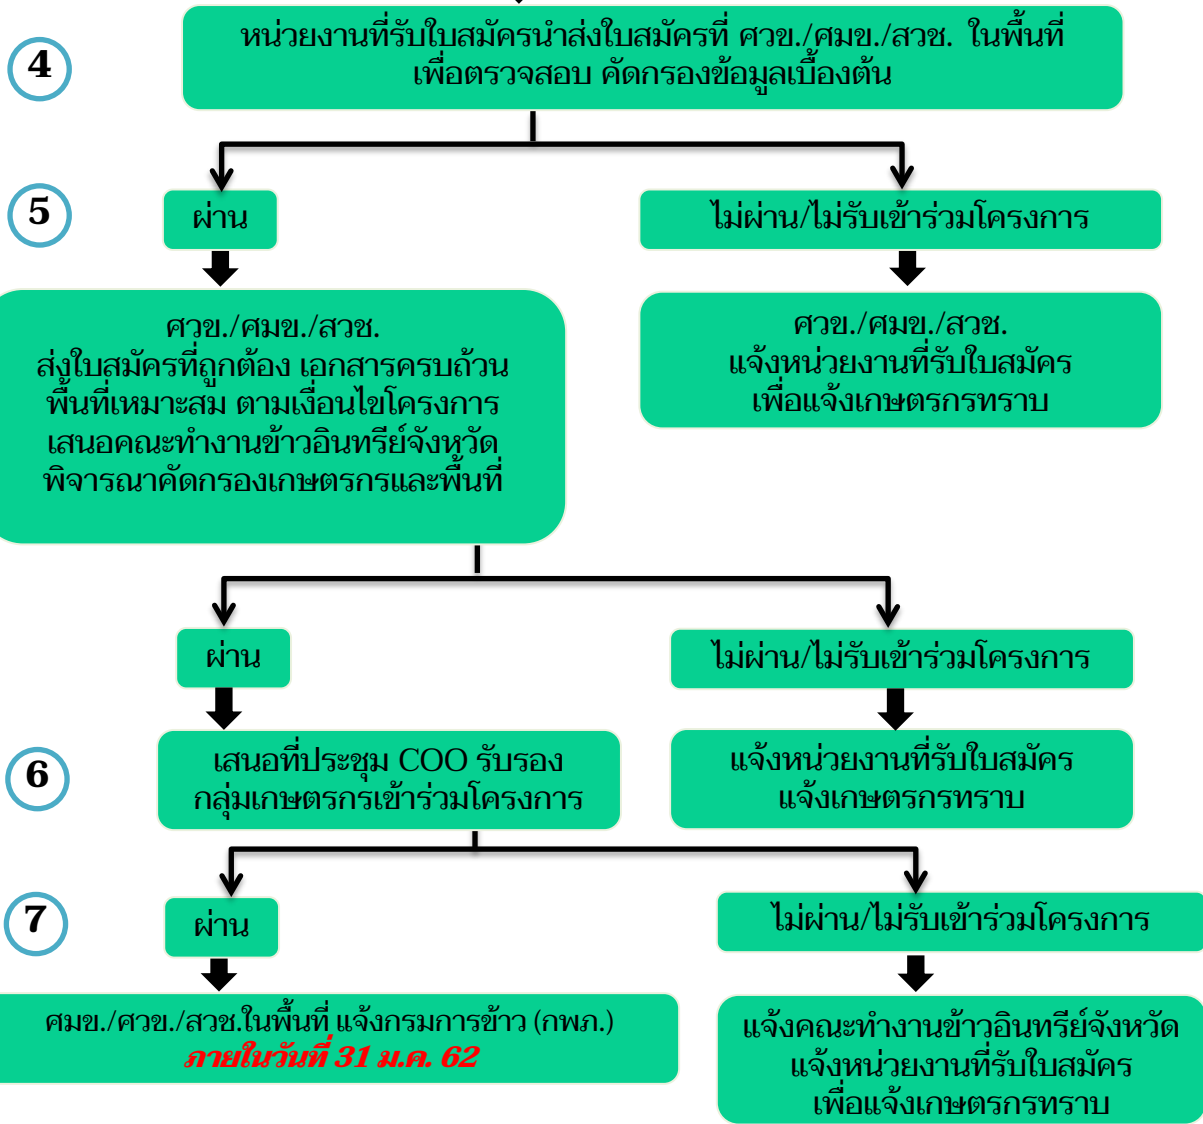 4
หน่วยงานที่รับใบสมัครนำส่งใบสมัครที่ ศวข./ศมข./สวช. ในพื้นที่
เพื่อตรวจสอบ คัดกรองข้อมูลเบื้องต้น
5
ผ่าน
ไม่ผ่าน/ไม่รับเข้าร่วมโครงการ
ศวข./ศมข./สวช.
ส่งใบสมัครที่ถูกต้อง เอกสารครบถ้วน
พื้นที่เหมาะสม ตามเงื่อนไขโครงการ
เสนอคณะทำงานข้าวอินทรีย์จังหวัด
พิจารณาคัดกรองเกษตรกรและพื้นที่
ศวข./ศมข./สวช.
แจ้งหน่วยงานที่รับใบสมัคร
เพื่อแจ้งเกษตรกรทราบ
ผ่าน
ไม่ผ่าน/ไม่รับเข้าร่วมโครงการ
6
เสนอที่ประชุม COO รับรอง
กลุ่มเกษตรกรเข้าร่วมโครงการ
แจ้งหน่วยงานที่รับใบสมัคร
แจ้งเกษตรกรทราบ
7
ผ่าน
ไม่ผ่าน/ไม่รับเข้าร่วมโครงการ
ศมข./ศวข./สวช.ในพื้นที่ แจ้งกรมการข้าว (กพภ.)
ภายในวันที่ 31 ม.ค. 62
แจ้งคณะทำงานข้าวอินทรีย์จังหวัด
แจ้งหน่วยงานที่รับใบสมัคร
เพื่อแจ้งเกษตรกรทราบ